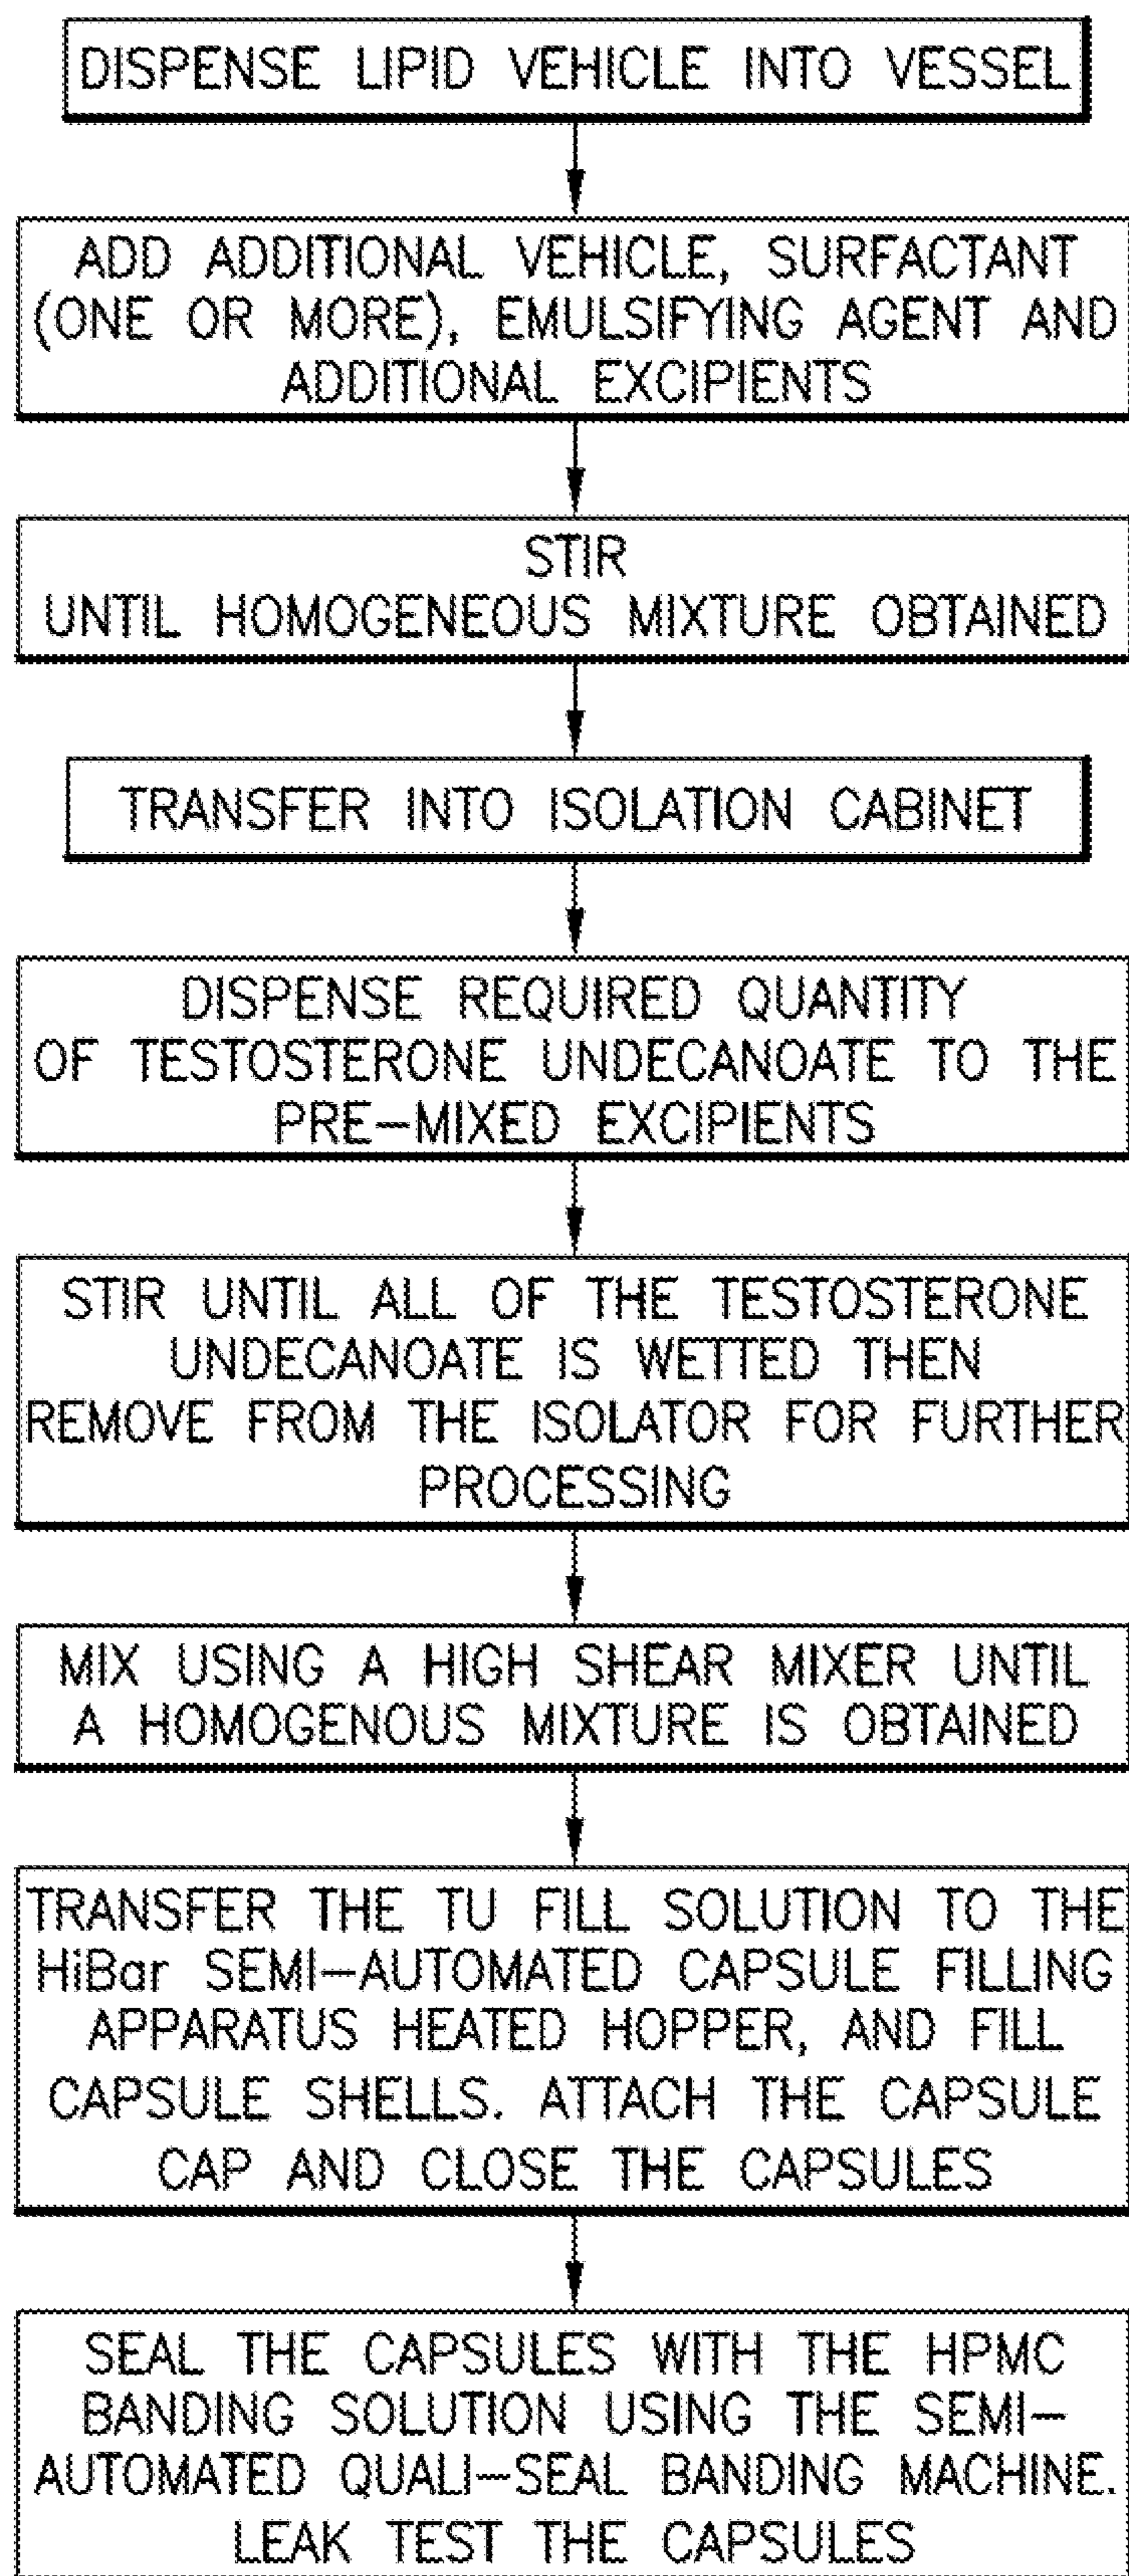 DISPENSE LIPID VEHICLE INTO VESSEL
ADD ADDITIONAL VEHICLE, SURFACTANT
(ONE OR MORE), EMULSIFYING AGENT AND
ADDITIONAL EXCIPIENTS
STIR
UNTIL HOMOGENEOUS MIXTURE OBTAINED
TRANSFER INTO ISOLATION CABINET
DISPENSE REQUIRED QUANTITY
OF TESTOSTERONE UNDECANOATE TO THE
PRE-MIXED EXCIPIENTS
STIR UNTIL ALL OF THE TESTOSTERONE
UNDECANOATE IS WETTED THEN
REMOVE FROM THE ISOLATOR FOR FURTHER
PROCESSING
MIX USING A HIGH SHEAR MIXER UNTIL
A HOMOGENOUS MIXTURE IS OBTAINED
TRANSFER THE TU FILL SOLUTION TO THE
HiBar SEMI-AUTOMATED CAPSULE FILLING
APPARATUS HEATED HOPPER, AND FILL
CAPSULE SHELLS. ATTACH THE CAPSULE
CAP AND CLOSE THE CAPSULES
SEAL THE CAPSULES WITH THE HPMC
BANDING SOLUTION USING THE SEMI-
AUTOMATED QUALI-SEAL BANDING MACHINE.
LEAK TEST THE CAPSULES